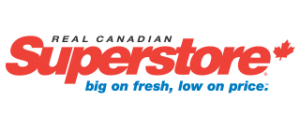 REAL CANADIAN
Superstore®
big on fresh, low on price.